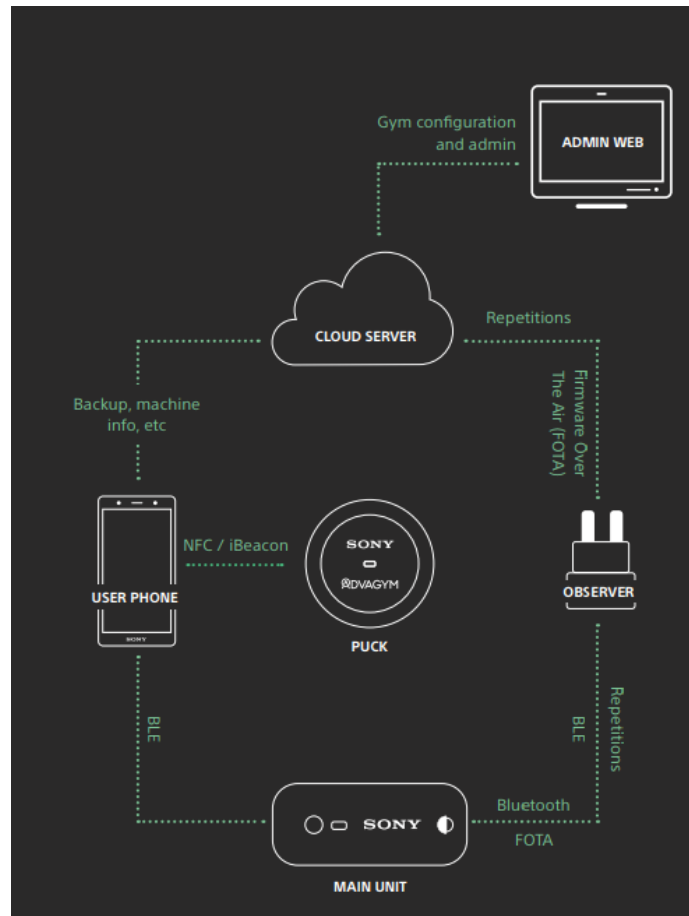 Gym configuration
and admin
ADMIN WEB
CLOUD SERVER
Repetitions
Firmware Over
The Air (FOTA)
Backup, machine
info, etc
NFC / iBeacon
SONY
ADVAGYM
USER PHONE
SONY
PUCK
OBSERVER
BLE
Repetitions
BLE
Bluetooth
FOTA
SONY
MAIN UNIT